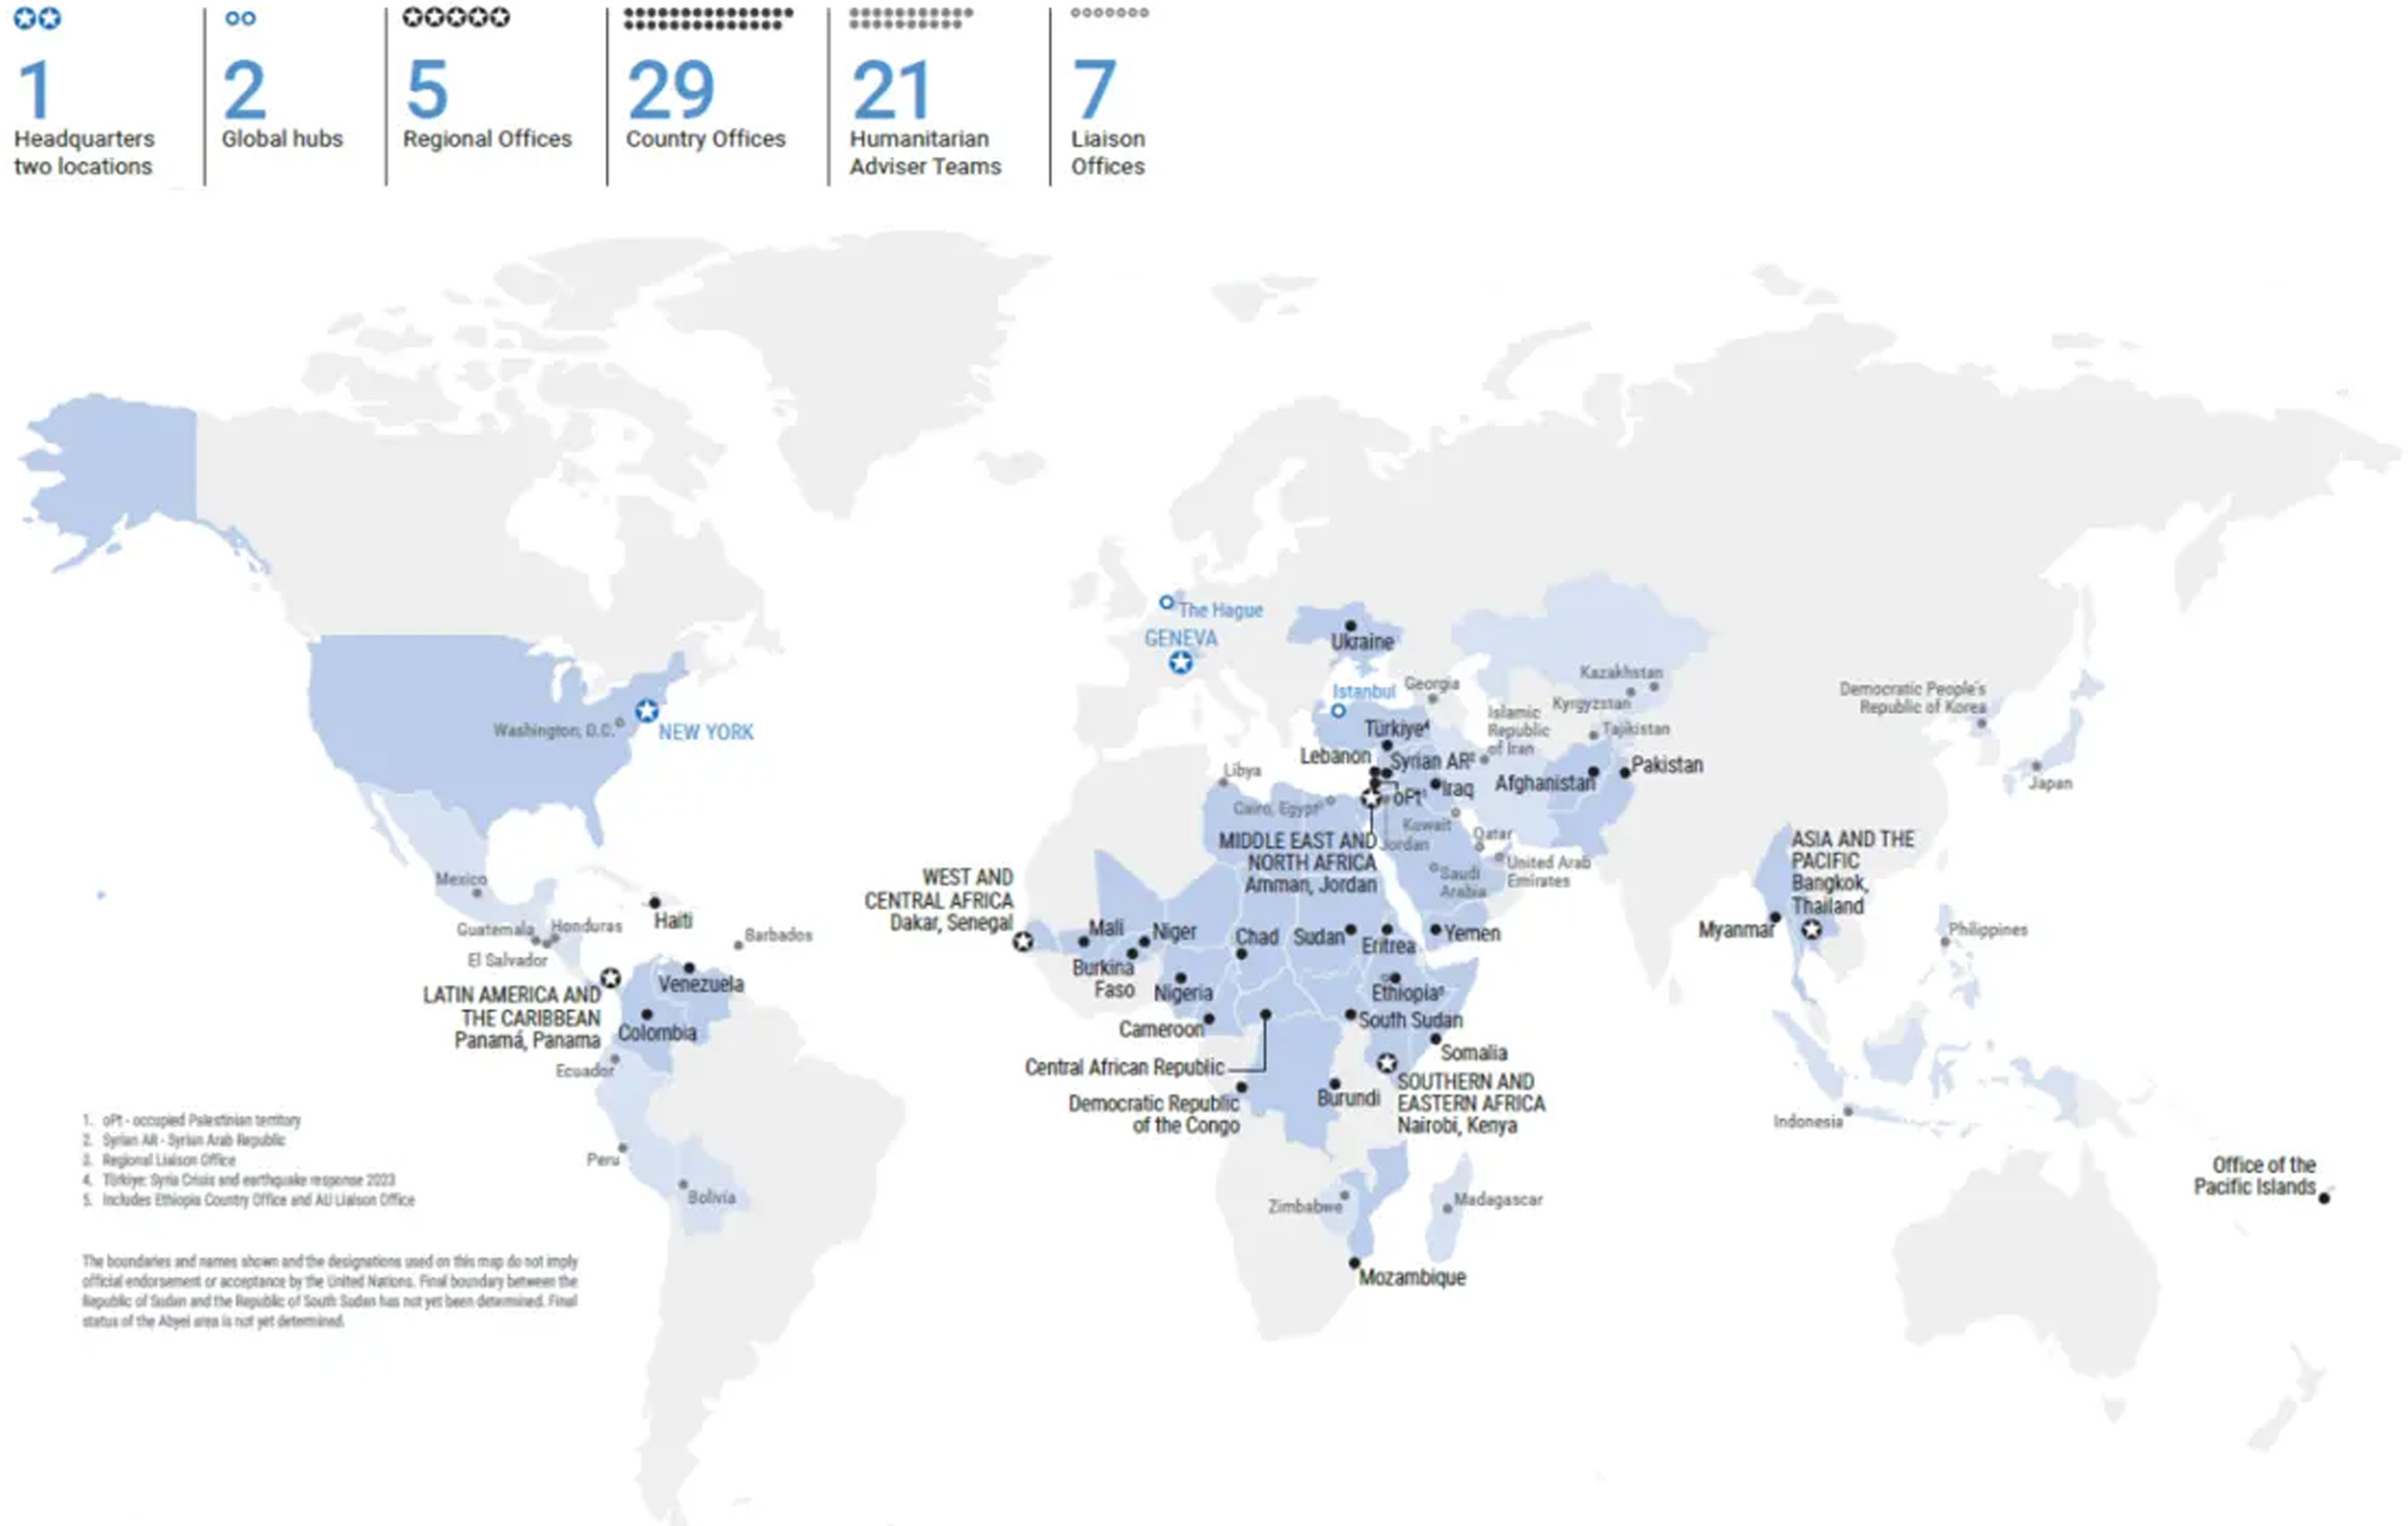 1
Headquarters
two locations
2
Global hubs
5
Regional Offices
29
Country Offices
21
Humanitarian
Adviser Teams
7
Liaison
Offices
The Hague
GENEVA
Ukraine
Istanbul
Georgia
Kazakhstan
Kyrgyzstan
Democratic People's
Republic of Korea
Washington, D.C.
NEW YORK
Türkiye⁴
Islamic
Republic
of Iran
Tajikistan
Lebanon
Syrian AR²
Pakistan
Libya
Afghanistan
Iraq
oPt¹
Japan
Cairo, Egypt³
Kuwait
Qatar
MIDDLE EAST AND
NORTH AFRICA
Amman, Jordan
Jordan
Saudi
Arabia
United Arab
Emirates
ASIA AND THE
PACIFIC
Bangkok,
Thailand
Mexico
WEST AND
CENTRAL AFRICA
Dakar, Senegal
Guatemala
Honduras
Haiti
Barbados
El Salvador
Mali
Niger
Chad
Sudan
Eritrea
Yemen
Myanmar
Philippines
Burkina
Faso
Nigeria
Ethiopia⁵
Venezuela
LATIN AMERICA AND
THE CARIBBEAN
Panamá, Panama
Colombia
Cameroon
South Sudan
Somalia
Ecuador
Central African Republic
Democratic Republic
of the Congo
Burundi
SOUTHERN AND
EASTERN AFRICA
Nairobi, Kenya
Indonesia
Peru
Bolivia
Zimbabwe
Madagascar
Mozambique
Office of the
Pacific Islands
1. oPt - occupied Palestinian territory
2. Syrian AR - Syrian Arab Republic
3. Regional Liaison Office
4. Türkiye: Syria Crisis and earthquake response 2023
5. Includes Ethiopia Country Office and AU Liaison Office
The boundaries and names shown and the designations used on this map do not imply
official endorsement or acceptance by the United Nations. Final boundary between the
Republic of Sudan and the Republic of South Sudan has not yet been determined. Final
status of the Abyei area is not yet determined.